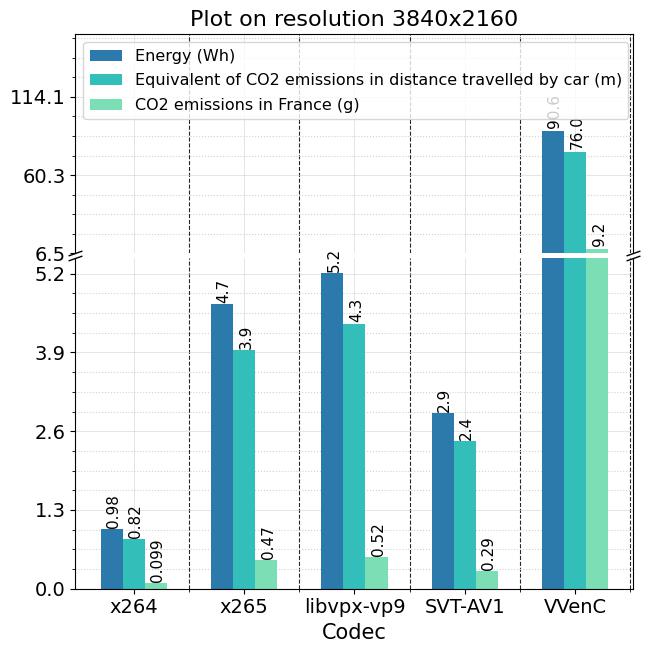 Plot on resolution 3840x2160
Energy (Wh)
Equivalent of CO2 emissions in distance travelled by car (m)
CO2 emissions in France (g)
114.1
60.3
6.5
5.2
3.9
2.6
1.3
0.0
0.98
0.82
0.099
4.7
3.9
0.47
5.2
4.3
0.52
2.9
2.4
0.29
90.6
76.0
9.2
x264
x265
libvpx-vp9
SVT-AV1
VVenC
Codec